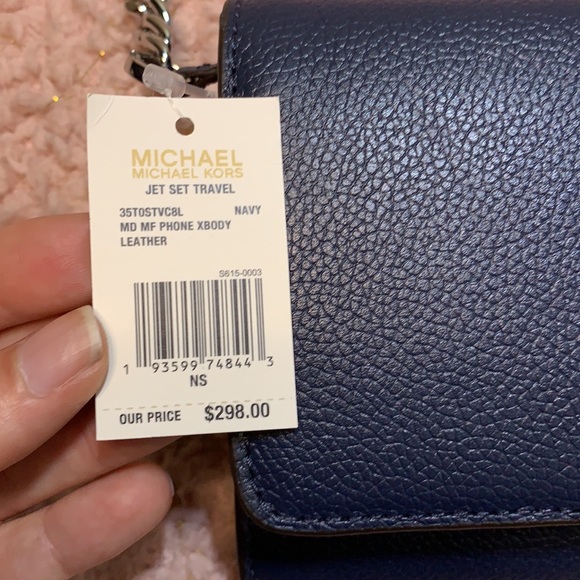 MICHAEL
MICHAEL KORS
JET SET TRAVEL
35T0STVC8L NAVY
MD MF PHONE XBODY
LEATHER
S615-0003
1 93599 74844 3
NS
OUR PRICE $298.00